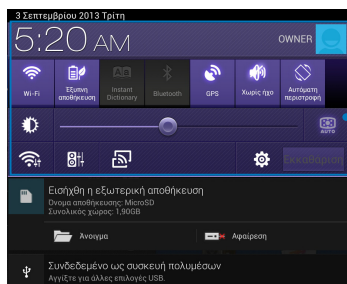 3 Σεπτεμβρίου 2013 Τρίτη
5:20 AM
OWNER
Wi-Fi
Εξυπνη αποθήκευση
Instant Dictionary
Bluetooth
GPS
Χωρίς ήχο
Αυτόματη περιστροφή
AUTO
Εκκαθάριση
Εισήχθη η εξωτερική αποθήκευση
Όνομα αποθήκευσης: MicroSD
Συνολικός χώρος: 1,90GB
Άνοιγμα
Αφαίρεση
Συνδεδεμένο ως συσκευή πολυμέσων
Αγγίξτε για άλλες επιλογές USB.